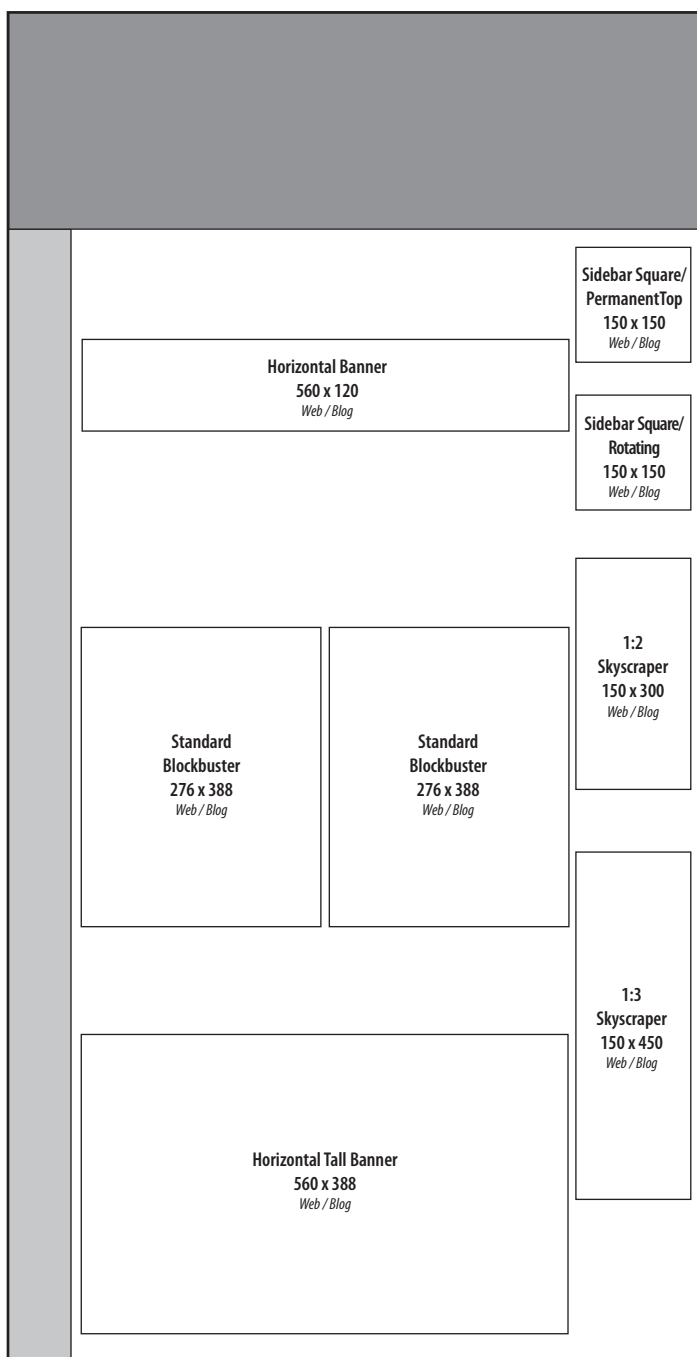 Sidebar Square/
PermanentTop
150 x 150
Web / Blog
Horizontal Banner
560 x 120
Web / Blog
Sidebar Square/
Rotating
150 x 150
Web / Blog
1:2
Skyscraper
150 x 300
Web / Blog
Standard
Blockbuster
276 x 388
Web / Blog
Standard
Blockbuster
276 x 388
Web / Blog
1:3
Skyscraper
150 x 450
Web / Blog
Horizontal Tall Banner
560 x 388
Web / Blog